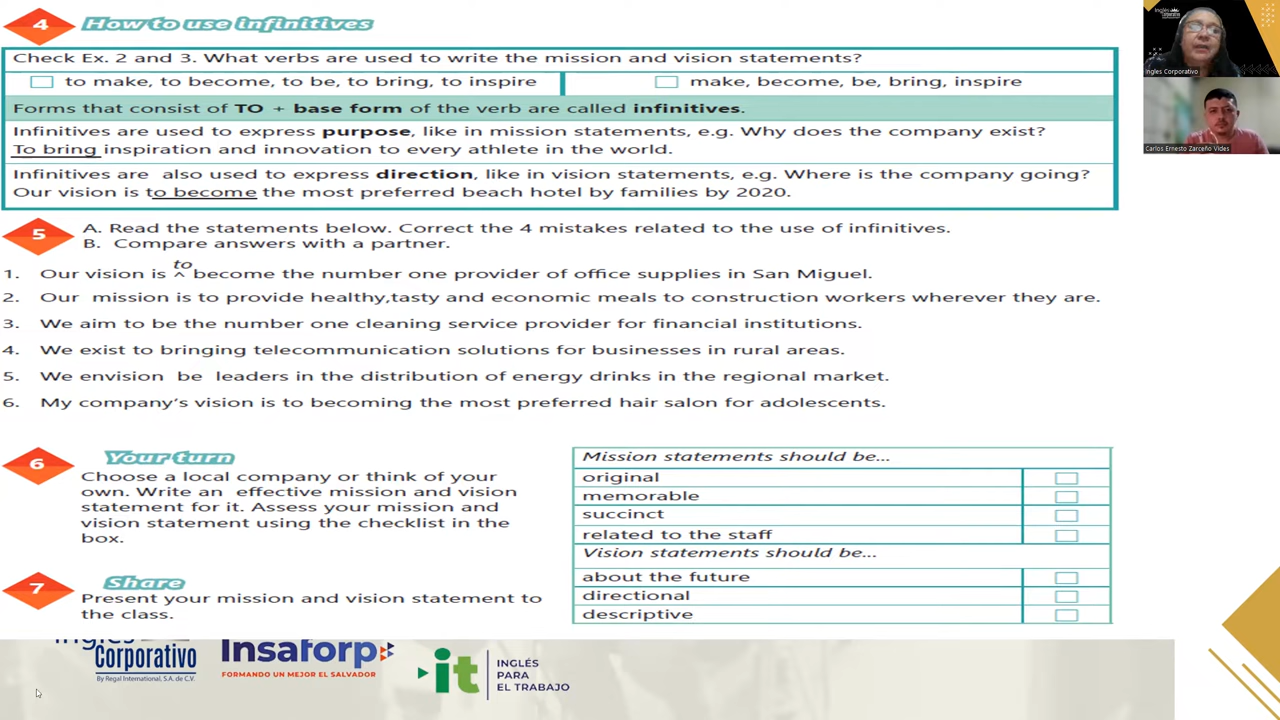 4 How to use infinitives
Check Ex. 2 and 3. What verbs are used to write the mission and vision statements?
to make, to become, to be, to bring, to inspire make, become, be, bring, inspire
Forms that consist of TO + base form of the verb are called infinitives.
Infinitives are used to express purpose, like in mission statements, e.g. Why does the company exist?
To bring inspiration and innovation to every athlete in the world.
Infinitives are also used to express direction, like in vision statements, e.g. Where is the company going?
Our vision is to become the most preferred beach hotel by families by 2020.
5 A. Read the statements below. Correct the 4 mistakes related to the use of infinitives.
B. Compare answers with a partner.
to
1. Our vision is ^ become the number one provider of office supplies in San Miguel.
2. Our mission is to provide healthy,tasty and economic meals to construction workers wherever they are.
3. We aim to be the number one cleaning service provider for financial institutions.
4. We exist to bringing telecommunication solutions for businesses in rural areas.
5. We envision be leaders in the distribution of energy drinks in the regional market.
6. My company's vision is to becoming the most preferred hair salon for adolescents.
6 Your turn
Choose a local company or think of your
own. Write an effective mission and vision
statement for it. Assess your mission and
vision statement using the checklist in the
box.
Mission statements should be...
original
memorable
succinct
related to the staff
Vision statements should be...
about the future
directional
descriptive
7 Share
Present your mission and vision statement to
the class.
Inglés
Corporativo
By Regal International, S.A. de C.V.
Insaforp
FORMANDO UN MEJOR EL SALVADOR
it
INGLÉS
PARA
EL TRABAJO
Inglés
Corporativo
Ingles Corporativo
Carlos Ernesto Zarceño Vides